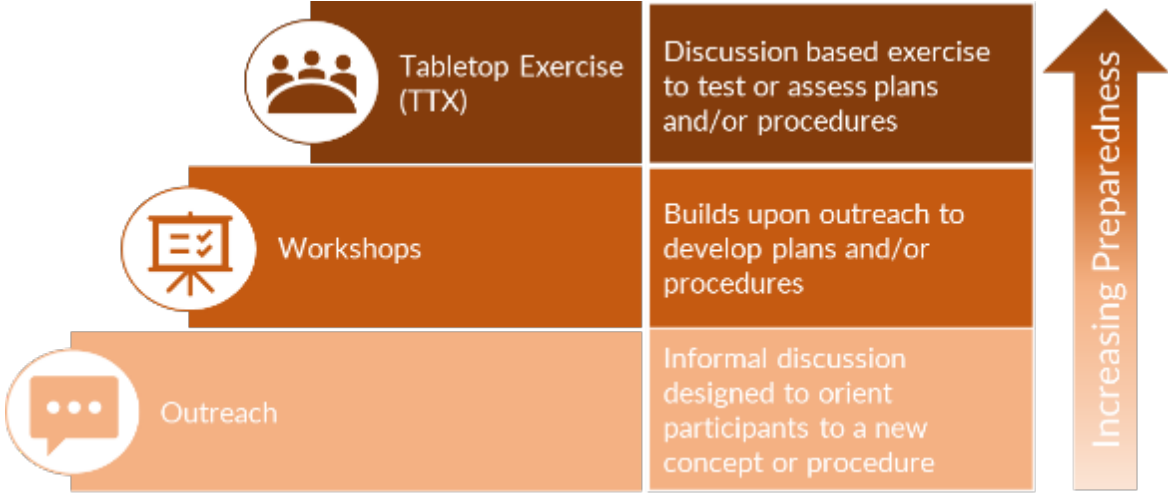 Tabletop Exercise
(TTX)
Discussion based exercise
to test or assess plans
and/or procedures
Workshops
Builds upon outreach to
develop plans and/or
procedures
Outreach
Informal discussion
designed to orient
participants to a new
concept or procedure
Increasing Preparedness